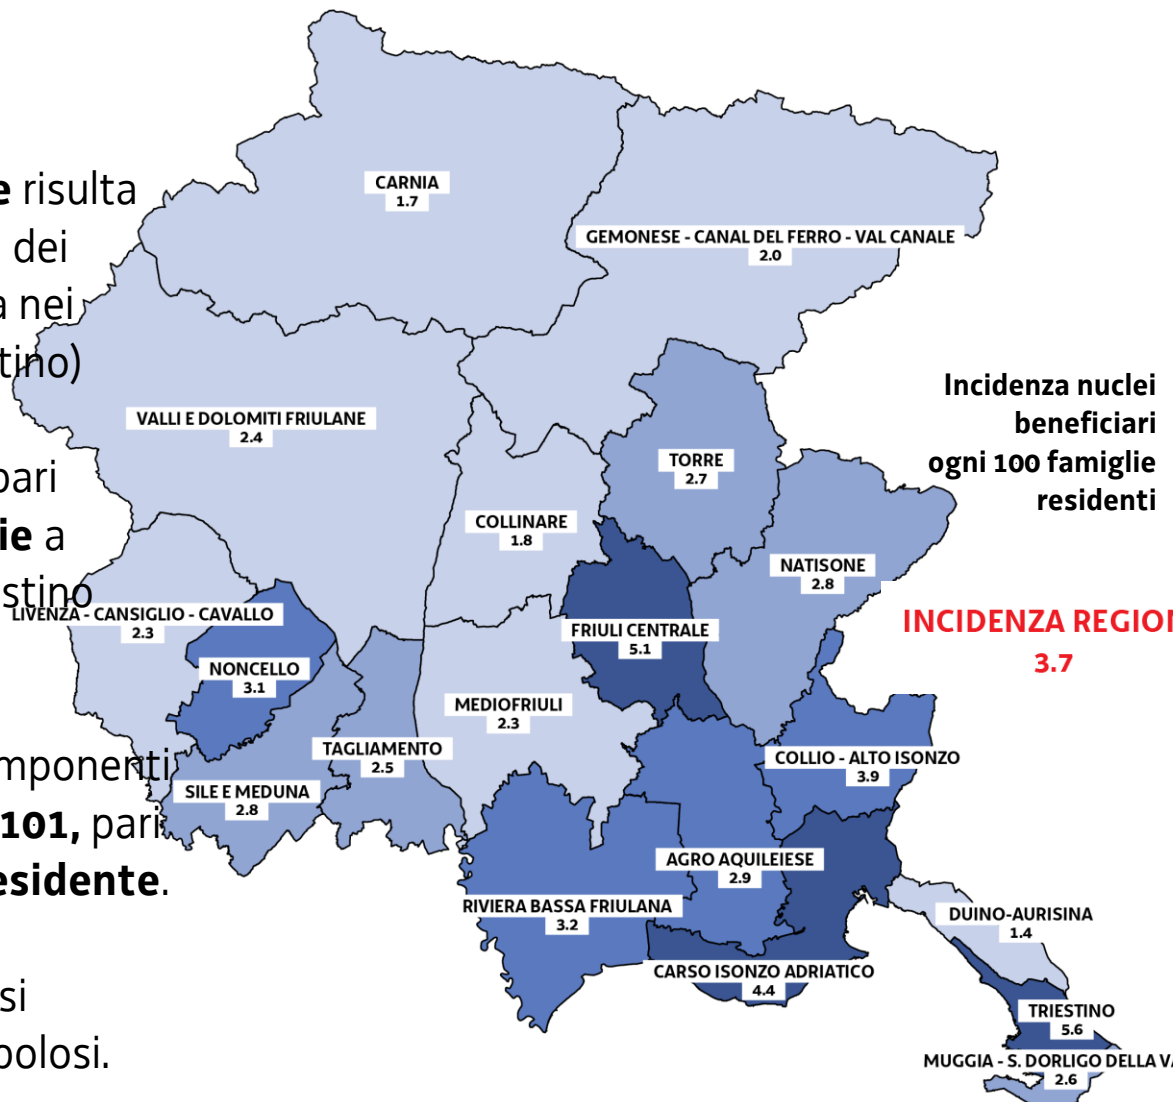 e risulta
dei
a nei
tino)
pari
ie a
stino
mponenti
101, pari
esidente.
si
polosi.
CARNIA
1.7
GEMONESE - CANAL DEL FERRO - VAL CANALE
2.0
VALLI E DOLOMITI FRIULANE
2.4
TORRE
2.7
COLLINARE
1.8
NATISONE
2.8
LIVENZA - CANSIGLIO - CAVALLO
2.3
FRIULI CENTRALE
5.1
NONCELLO
3.1
MEDIOFRIULI
2.3
TAGLIAMENTO
2.5
COLLIO - ALTO ISONZO
3.9
SILE E MEDUNA
2.8
AGRO AQUILEIESE
2.9
RIVIERA BASSA FRIULANA
3.2
DUINO-AURISINA
1.4
CARSO ISONZO ADRIATICO
4.4
TRIESTINO
5.6
MUGGIA - S. DORLIGO DELLA VA
2.6
Incidenza nuclei
beneficiari
ogni 100 famiglie
residenti
INCIDENZA REGION
3.7